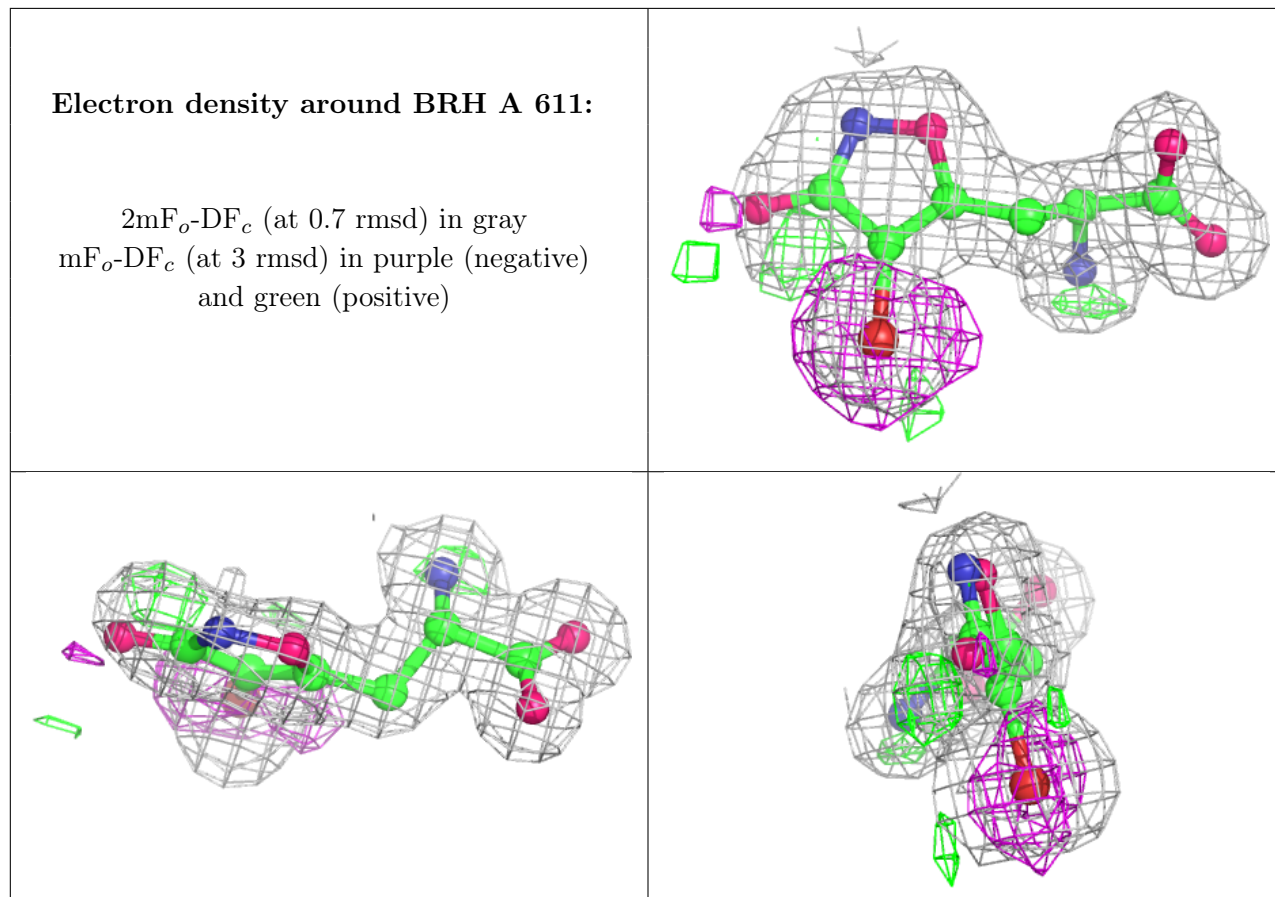 Electron density around BRH A 611:
2mFo-DFc (at 0.7 rmsd) in gray
mFo-DFc (at 3 rmsd) in purple (negative)
and green (positive)